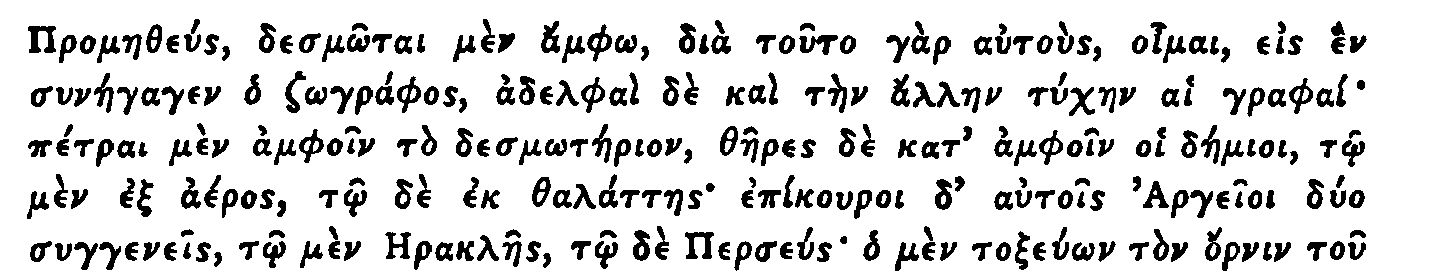 Προμηθεύς, δεσμῶται μὲν ἄμφω, διὰ τοῦτο γὰρ αὐτοὺς, οἶμαι, εἰς ἓν
συνήγαγεν ὁ ζωγράφος, ἀδελφαὶ δὲ καὶ τὴν ἄλλην τύχην αἱ γραφαί·
πέτραι μὲν ἀμφοῖν τὸ δεσμωτήριον, θῆρες δὲ κατ’ ἀμφοῖν οἱ δήμιοι, τῷ
μὲν ἐξ ἀέρος, τῷ δὲ ἐκ θαλάττης· ἐπίκουροι δ’ αὐτοῖς Ἀργεῖοι δύο
συγγενεῖς, τῷ μὲν Ηρακλῆς, τῷ δὲ Περσεύς· ὁ μὲν τοξεύων τὸν ὄρνιν τοῦ